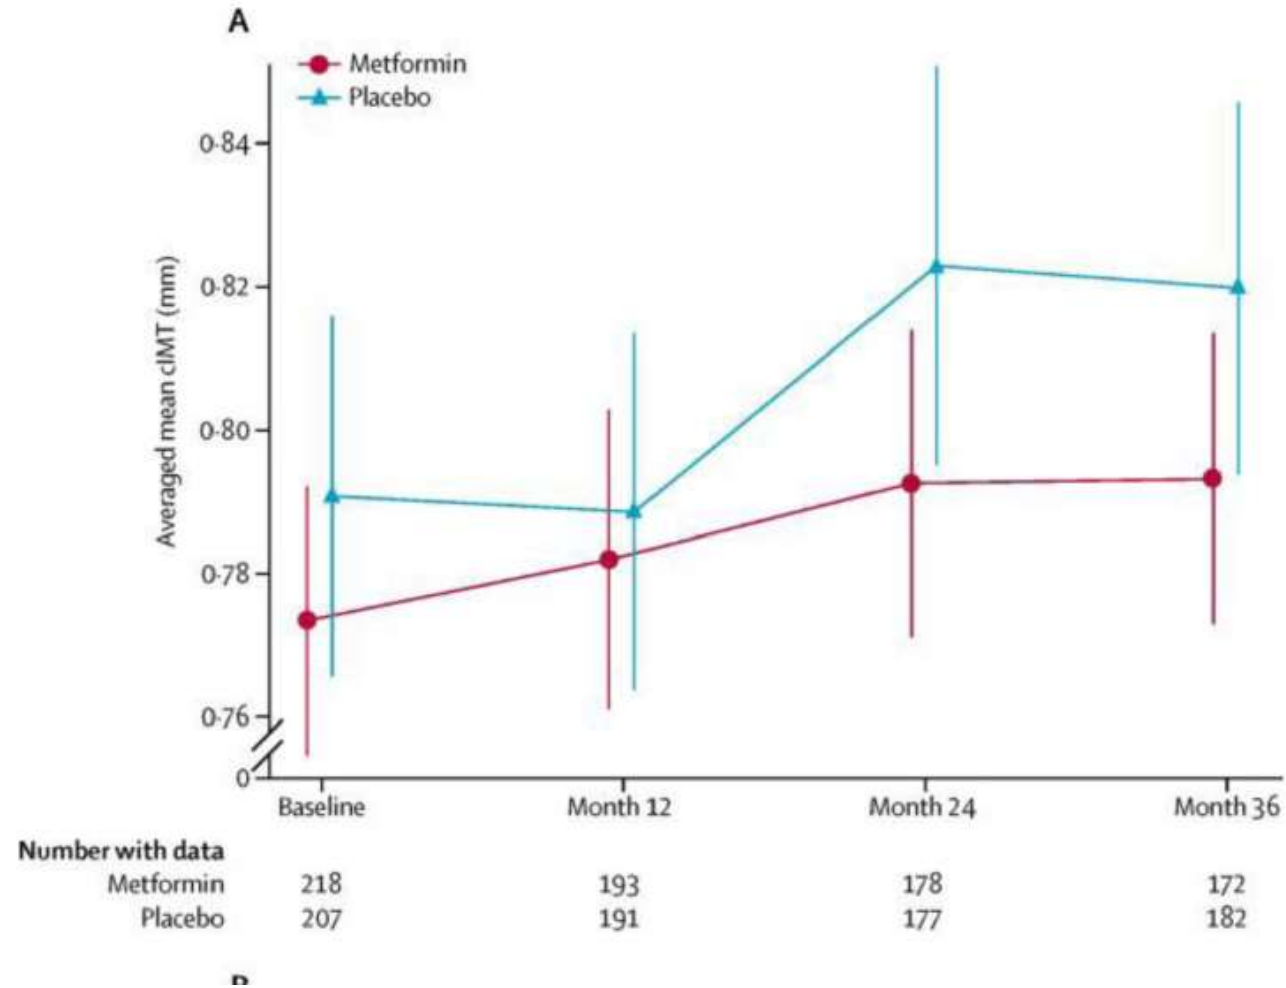 A
Metformin
Placebo
0·84
0·82
0·80
0·78
0·76
0
Averaged mean cIMT (mm)
Baseline Month 12 Month 24 Month 36
Number with data
Metformin 218 193 178 172
Placebo 207 191 177 182